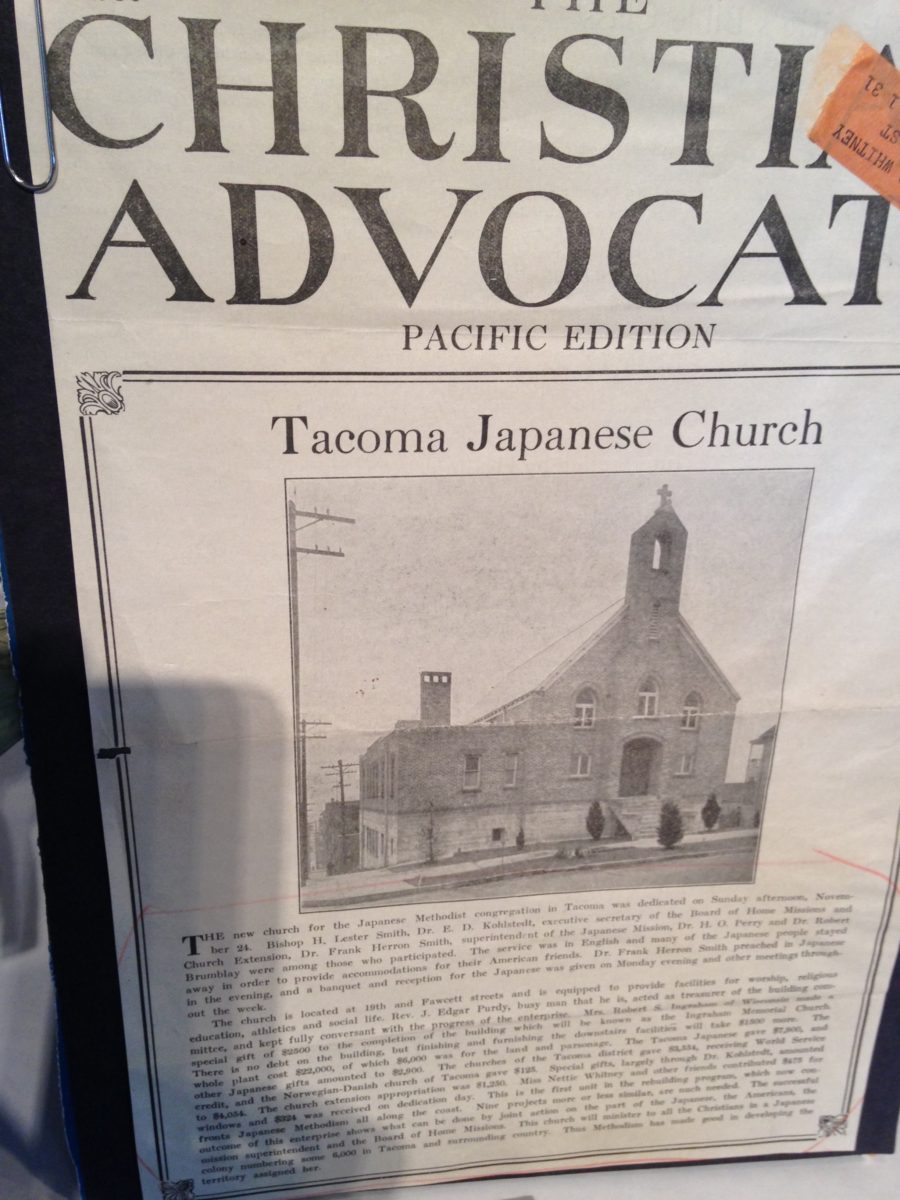 THE
CHRISTIA
ADVOCAT
PACIFIC EDITION
WHITNEY
ST
1 31
Tacoma Japanese Church
THE new church for the Japanese Methodist congregation in Tacoma was dedicated on Sunday afternoon, Novem-
ber 24. Bishop H. Lester Smith, Dr. E. D. Kohlstedt, executive secretary of the Board of Home Missions and
Church Extension, Dr. Frank Herron Smith, superintendent of the Japanese Mission, Dr. H. O. Perry and Dr. Robert
Brumblay were among those who participated. The service was in English and many of the Japanese people stayed
away in order to provide accommodations for their American friends. Dr. Frank Herron Smith preached in Japanese
in the evening, and a banquet and reception for the Japanese was given on Monday evening and other meetings through-
out the week.
The church is located at 19th and Fawcett streets and is equipped to provide facilities for worship, religious
education, athletics and social life. Rev. J. Edgar Purdy, busy man that he is, acted as treasurer of the building com-
mittee, and kept fully conversant with the progress of the enterprise. Mrs. Robert S. Ingraham of Wisconsin made a
special gift of $2500 to the completion of the building which will be known as the Ingraham Memorial Church.
There is no debt on the building, but finishing and furnishing the downstairs facilities will take $1500 more. The
whole plant cost $22,000, of which $6,000 was for the land and parsonage. The Tacoma Japanese gave $7,800, and
other Japanese gifts amounted to $2,900. The churches of the Tacoma district gave receiving World Service
credit, and the Norwegian-Danish church of Tacoma gave $125. Special gifts, largely through Dr. Kohlstedt, amounted
to $4,054. The church extension appropriation was $1,250. Miss Nettie Whitney and other friends contributed $475 for
windows and $224 was received on dedication day. This is the first unit in the rebuilding program, which now con-
fronts Japanese Methodism all along the coast. Nine projects more or less similar, are much needed. The successful
outcome of this enterprise shows what can be done by joint action on the part of the Japanese, the Americans, the
mission superintendent and the Board of Home Missions. This church will minister to all the Christians in a Japanese
colony numbering some 6,000 in Tacoma and surrounding country. Thus Methodism has made good in developing the
territory assigned her.